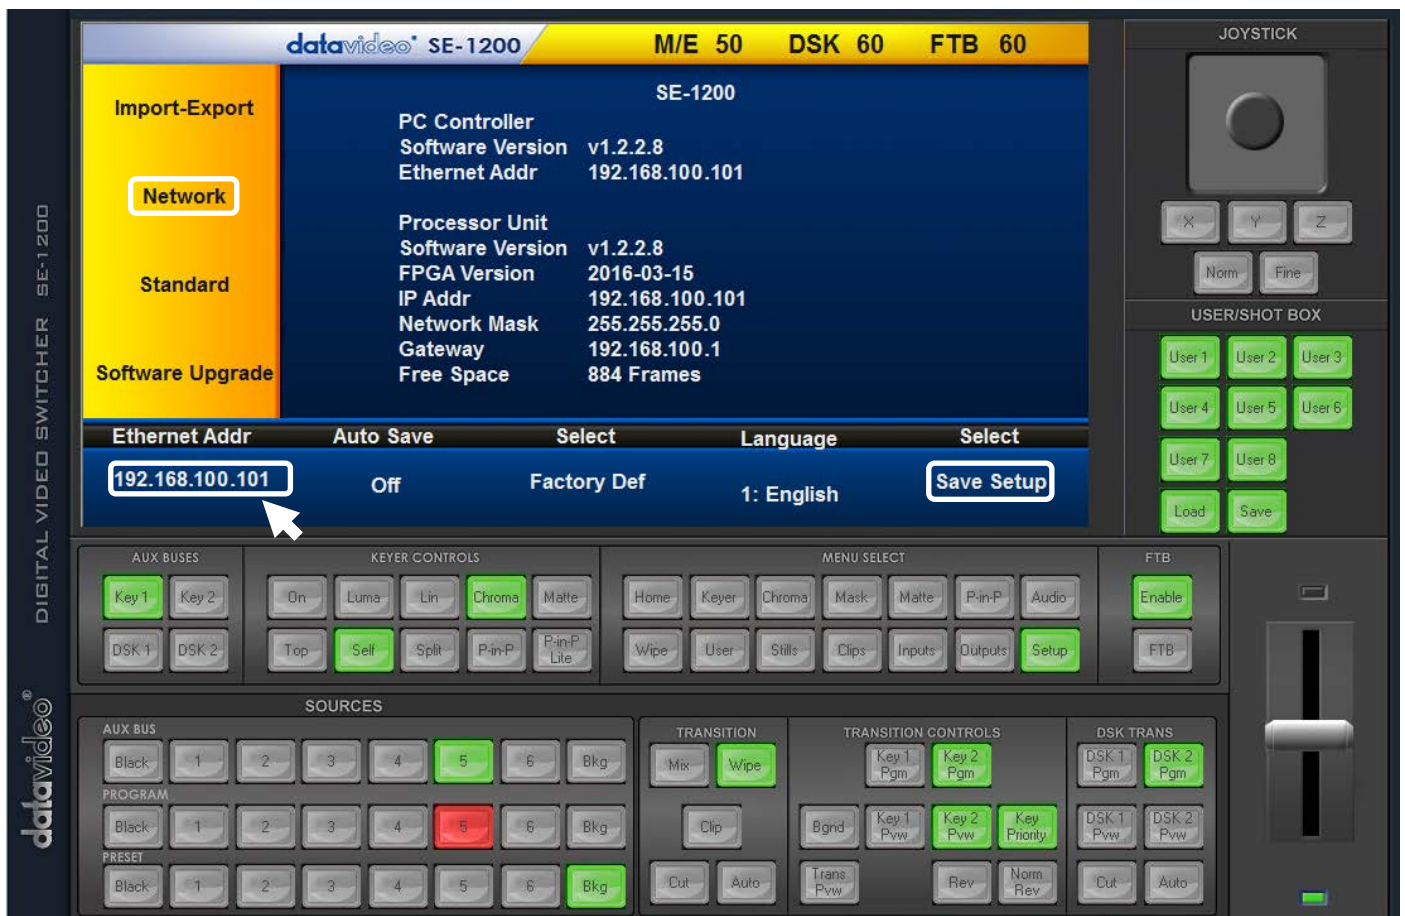 datavideo SE-1200 M/E 50 DSK 60 FTB 60
Import-Export
Network
Standard
Software Upgrade
SE-1200
PC Controller
Software Version v1.2.2.8
Ethernet Addr 192.168.100.101
Processor Unit
Software Version v1.2.2.8
FPGA Version 2016-03-15
IP Addr 192.168.100.101
Network Mask 255.255.255.0
Gateway 192.168.100.1
Free Space 884 Frames
Ethernet Addr Auto Save Select Language Select
192.168.100.101 Off Factory Def 1: English Save Setup
JOYSTICK
X Y Z
Norm Fine
USER/SHOT BOX
User 1 User 2 User 3
User 4 User 5 User 6
User 7 User 8
Load Save
DIGITAL VIDEO SWITCHER SE-1200
datavideo®
AUX BUSES
Key 1 Key 2
DSK 1 DSK 2
KEYER CONTROLS
On Luma Lin Chroma Matte
Top Self Split P-in-P P-in-P
Lite
MENU SELECT
Home Keyer Chroma Mask Matte P-in-P Audio
Wipe User Stills Clips Inputs Outputs Setup
FTB
Enable
FTB
SOURCES
AUX BUS
Black 1 2 3 4 5 6 Bkg
PROGRAM
Black 1 2 3 4 5 6 Bkg
PRESET
Black 1 2 3 4 5 6 Bkg
TRANSITION
Mix Wipe
Clip
Cut Auto
TRANSITION CONTROLS
Key 1 Key 2
Pgm Pgm
Bgnd Key 1 Key 2 Key
Pvw Pvw Priority
Trans Rev Norm
Pvw Rev
DSK TRANS
DSK 1 DSK 2
Pgm Pgm
DSK 1 DSK 2
Pvw Pvw
Cut Auto